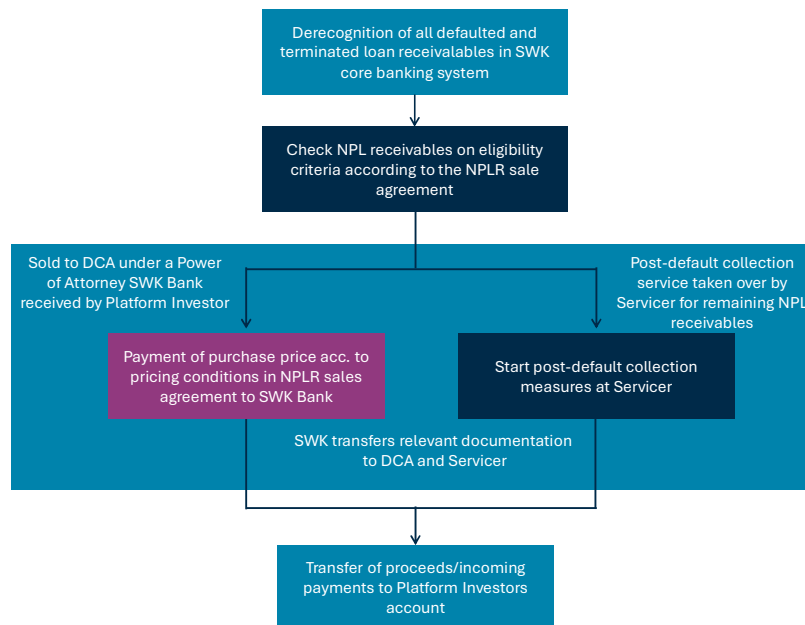 Derecognition of all defaulted and
terminated loan receivalables in SWK
core banking system
Check NPL receivables on eligibility
criteria according to the NPLR sale
agreement
Sold to DCA under a Power
of Attorney SWK Bank
received by Platform Investor
Post-default collection
service taken over by
Servicer for remaining NPL
receivables
Payment of purchase price acc. to
pricing conditions in NPLR sales
agreement to SWK Bank
Start post-default collection
measures at Servicer
SWK transfers relevant documentation
to DCA and Servicer
Transfer of proceeds/incoming
payments to Platform Investors
account